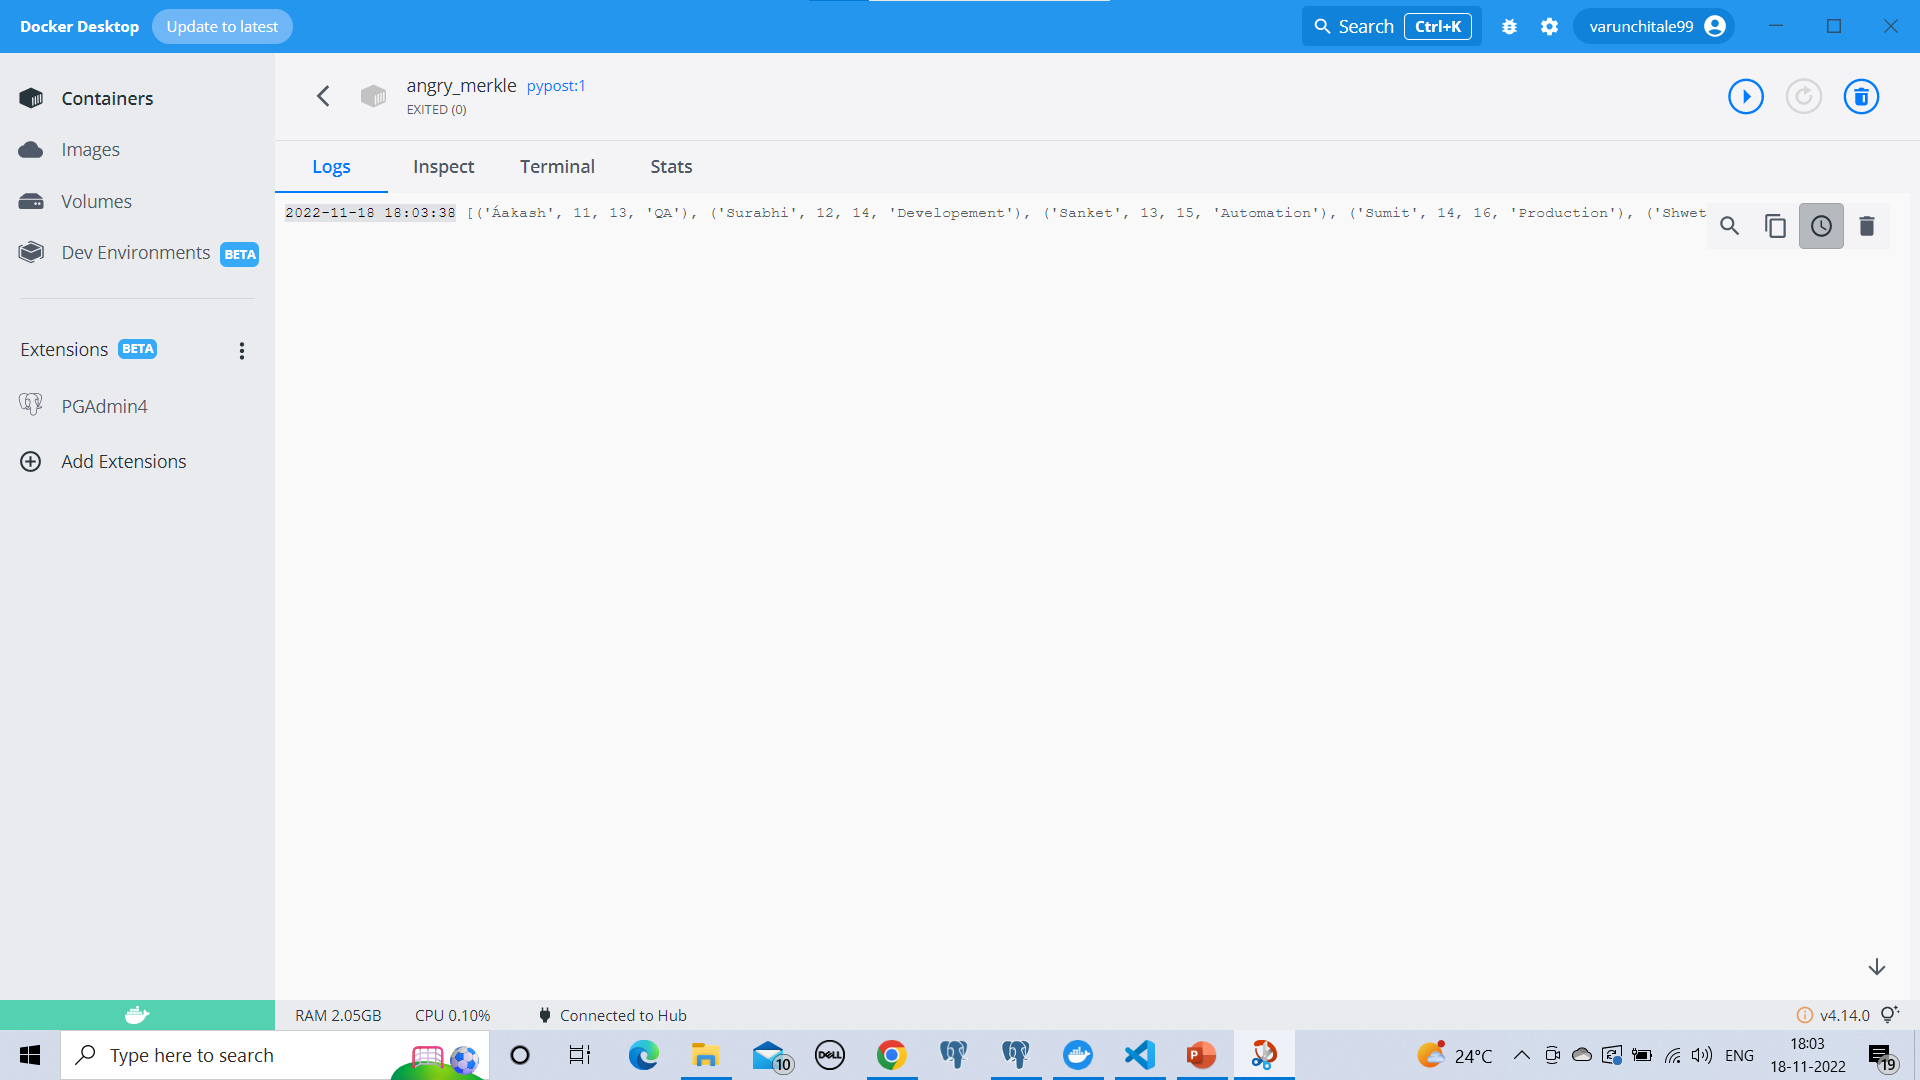 Docker Desktop Update to latest Search Ctrl+K varunchitale99
Containers
Images
Volumes
Dev Environments BETA
Extensions BETA
PGAdmin4
Add Extensions
angry_merkle pypost:1
EXITED (0)
Logs Inspect Terminal Stats
2022-11-18 18:03:38 [('Áakash', 11, 13, 'QA'), ('Surabhi', 12, 14, 'Developement'), ('Sanket', 13, 15, 'Automation'), ('Sumit', 14, 16, 'Production'), ('Shwet
RAM 2.05GB CPU 0.10% Connected to Hub v4.14.0
Type here to search 10 DELL P 24°C ENG 18:03
18-11-2022 19